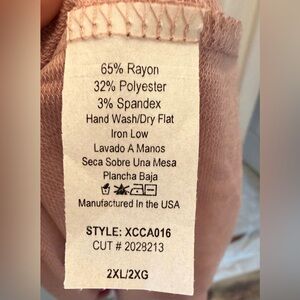 65% Rayon
32% Polyester
3% Spandex
Hand Wash/Dry Flat
Iron Low
Lavado A Manos
Seca Sobre Una Mesa
Plancha Baja
Manufactured In the USA
STYLE: XCCA016
CUT # 2028213
2XL/2XG